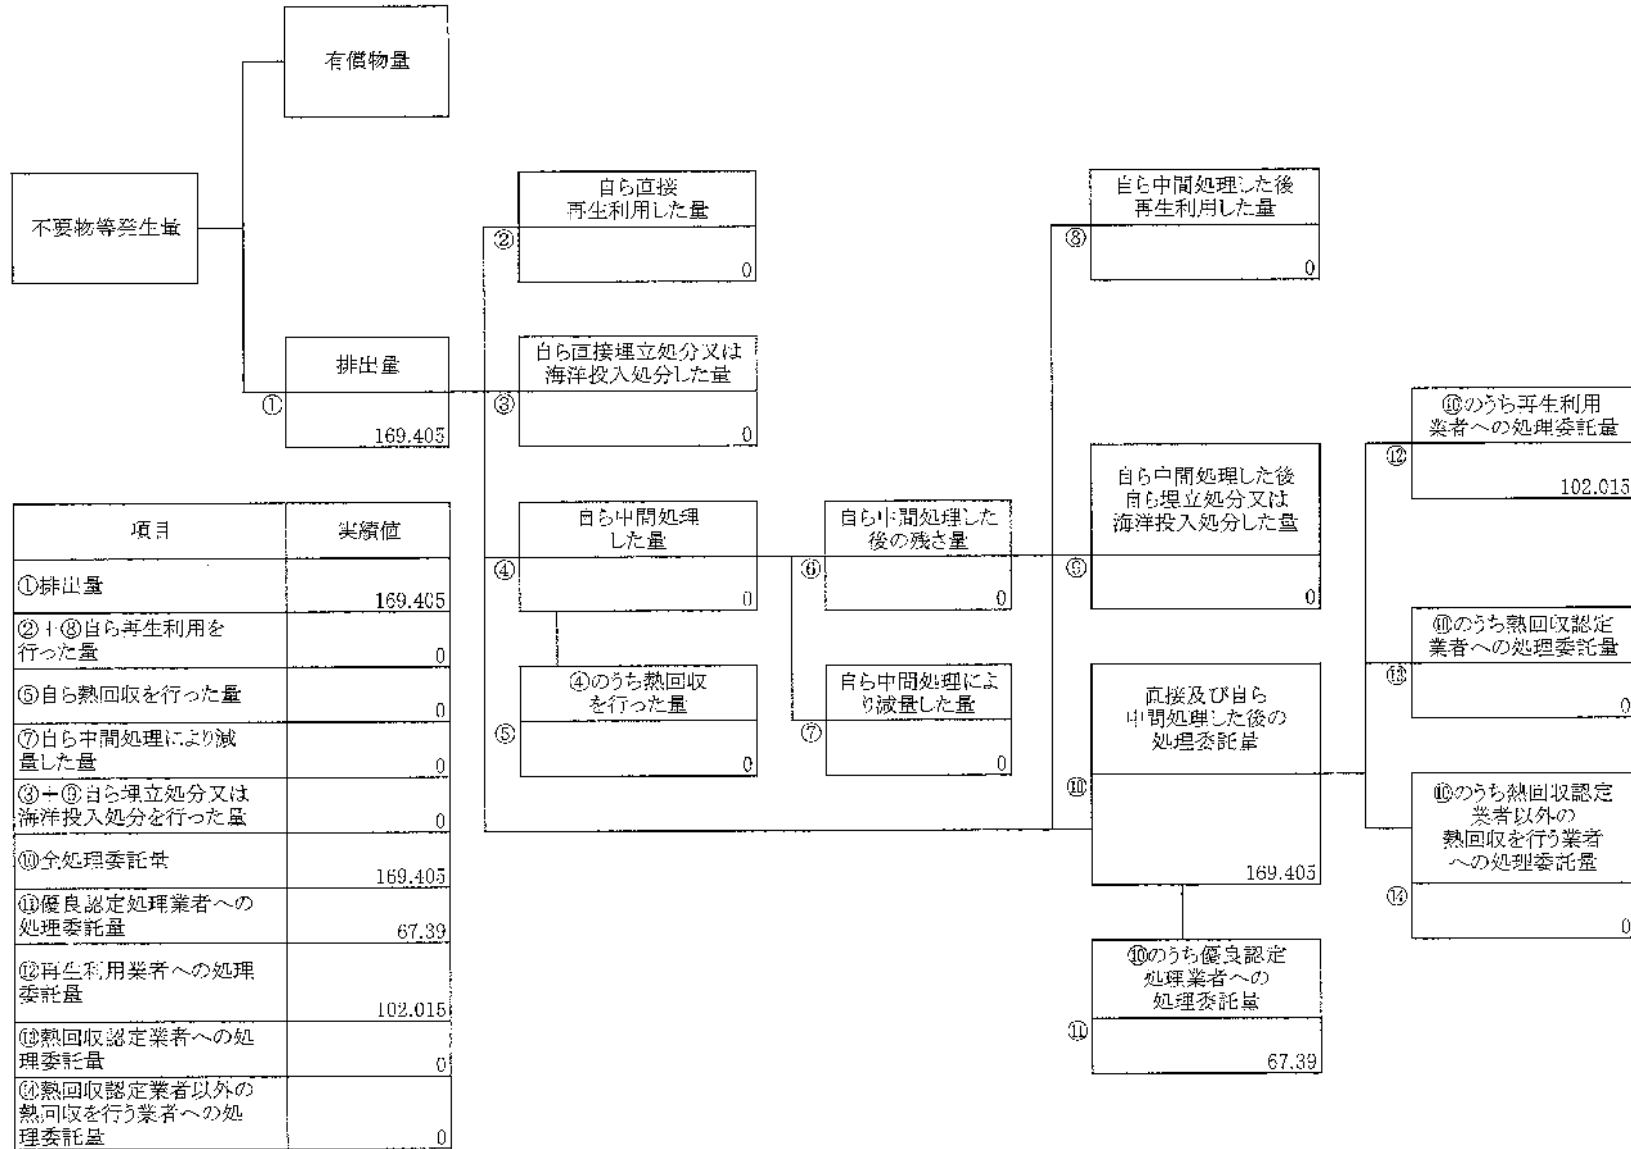 有償物量
不要物等発生量
排出量
①
169.405
自ら直接
再生利用した量
②
0
自ら直接埋立処分又は
海洋投入処分した量
③
0
自ら中間処理
した量
④
0
④のうち熱回収
を行った量
⑤
0
自ら中間処理した
後の残さ量
⑥
0
自ら中間処理によ
り減量した量
⑦
0
自ら中間処理した後
再生利用した量
⑧
0
自ら中間処理した後
自ら埋立処分又は
海洋投入処分した量
⑨
0
直接及び自ら
中間処理した後の
処理委託量
⑩
169.405
⑩のうち優良認定
処理業者への
処理委託量
⑪
67.39
⑩のうち再生利用
業者への処理委託量
⑫
102.015
⑩のうち熱回収認定
業者への処理委託量
⑬
0
⑩のうち熱回収認定
業者以外の
熱回収を行う業者
への処理委託量
⑭
0
項目 実績値
①排出量
169.405
②+⑧自ら再生利用を
行った量 0
⑤自ら熱回収を行った量
0
⑦自ら中間処理により減
量した量 0
③+⑨自ら埋立処分又は
海洋投入処分を行った量 0
⑩全処理委託量
169.405
⑪優良認定処理業者への
処理委託量 67.39
⑫再生利用業者への処理
委託量
102.015
⑬熱回収認定業者への処
理委託量 0
⑭熱回収認定業者以外の
熱回収を行う業者への処
理委託量 0